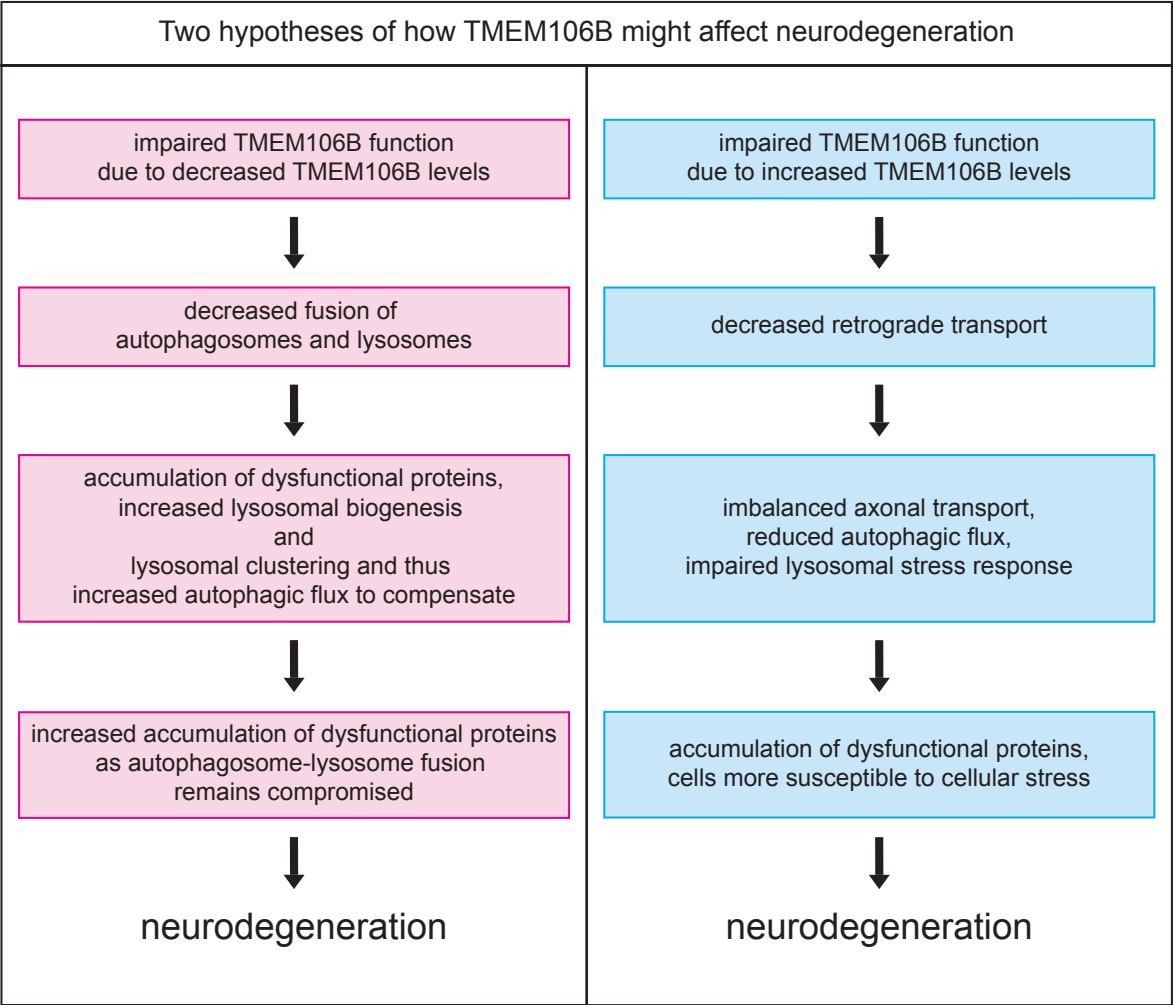 Two hypotheses of how TMEM106B might affect neurodegeneration
impaired TMEM106B function
due to decreased TMEM106B levels
decreased fusion of
autophagosomes and lysosomes
accumulation of dysfunctional proteins,
increased lysosomal biogenesis
and
lysosomal clustering and thus
increased autophagic flux to compensate
increased accumulation of dysfunctional proteins
as autophagosome-lysosome fusion
remains compromised
neurodegeneration
impaired TMEM106B function
due to increased TMEM106B levels
decreased retrograde transport
imbalanced axonal transport,
reduced autophagic flux,
impaired lysosomal stress response
accumulation of dysfunctional proteins,
cells more susceptible to cellular stress
neurodegeneration